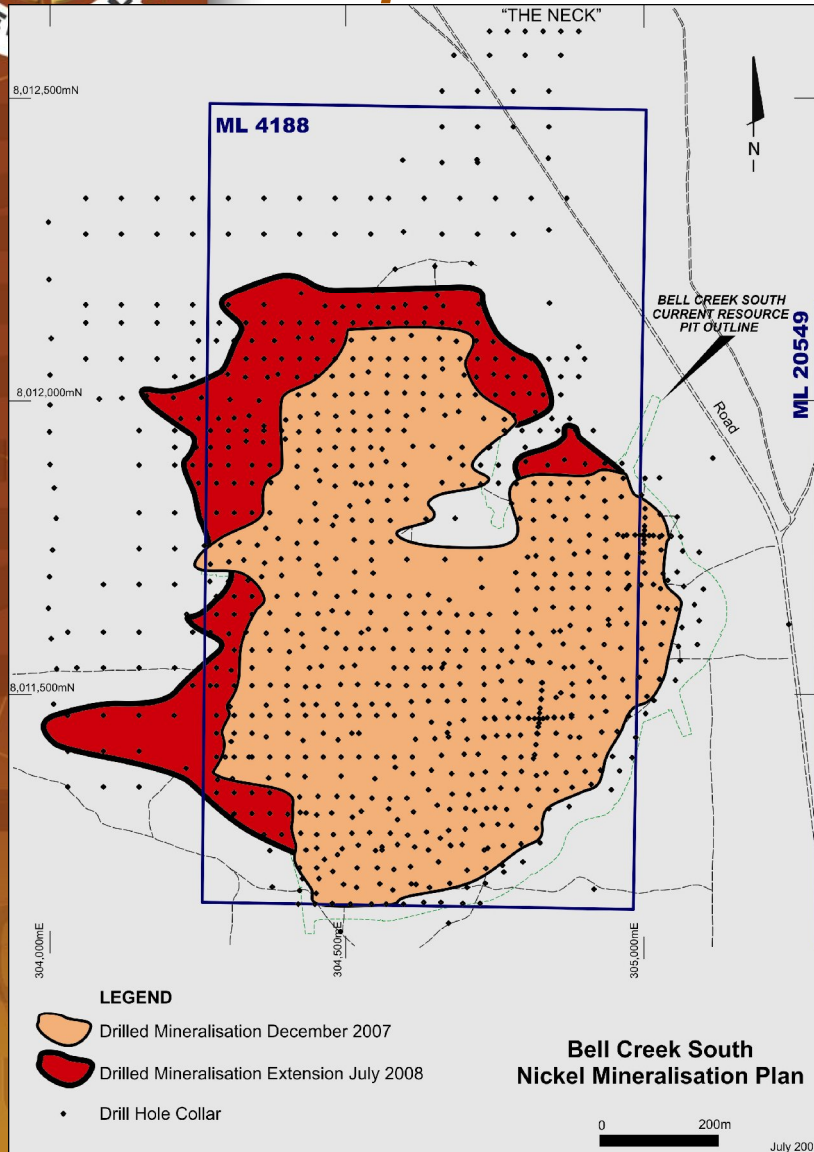 "THE NECK"
8,012,500mN
ML 4188
N
BELL CREEK SOUTH
CURRENT RESOURCE
PIT OUTLINE
ML 20549
8,012,000mN
Road
8,011,500mN
304,000mE
304,500mE
305,000mE
LEGEND
Drilled Mineralisation December 2007
Drilled Mineralisation Extension July 2008
Drill Hole Collar
Bell Creek South
Nickel Mineralisation Plan
0 200m
July 200